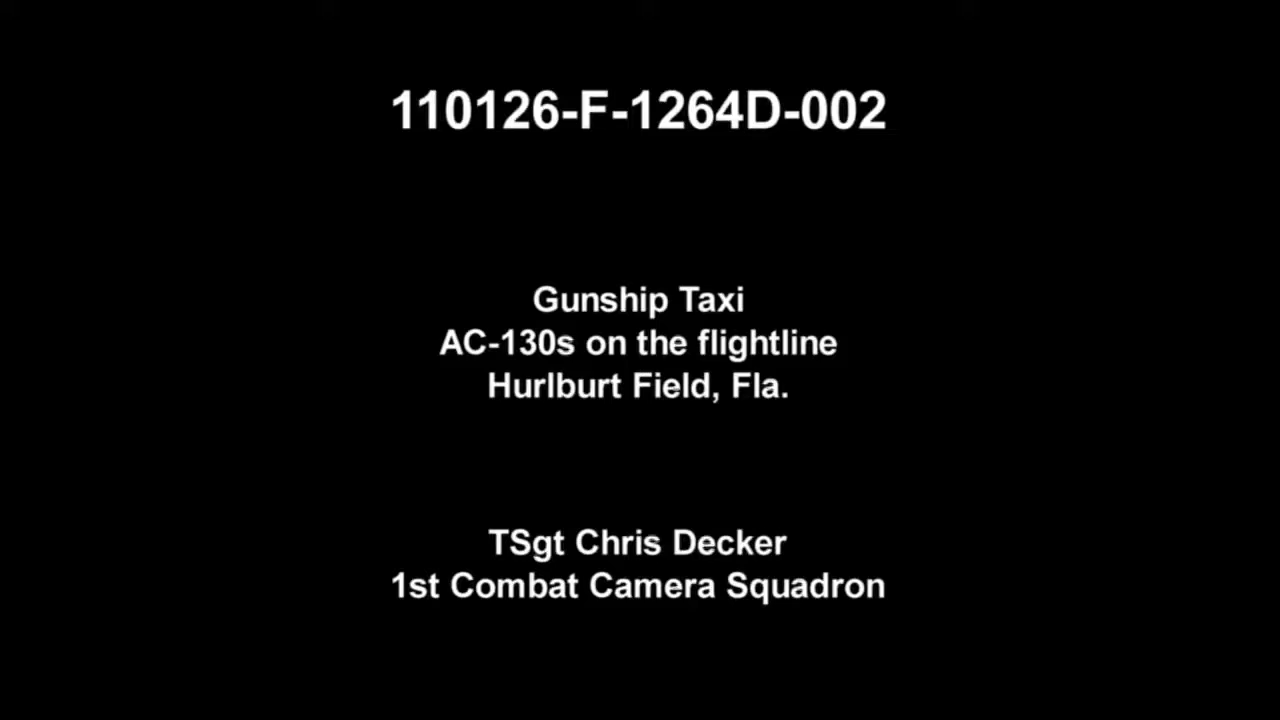 110126-F-1264D-002
Gunship Taxi
AC-130s on the flightline
Hurlburt Field, Fla.
TSgt Chris Decker
1st Combat Camera Squadron